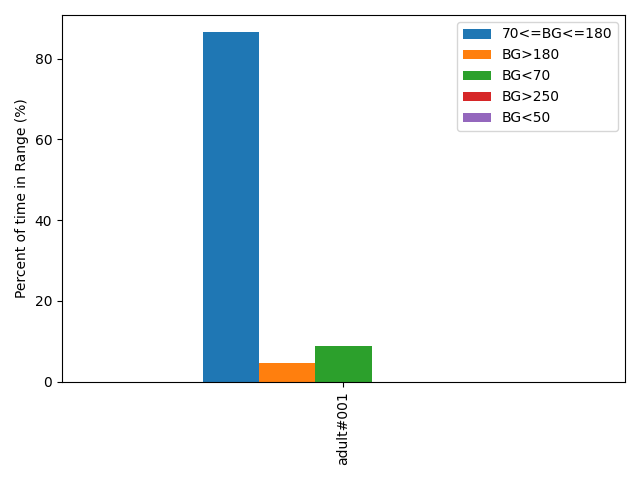 70<=BG<=180
BG>180
BG<70
BG>250
BG<50
Percent of time in Range (%)
80
60
40
20
0
adult#001